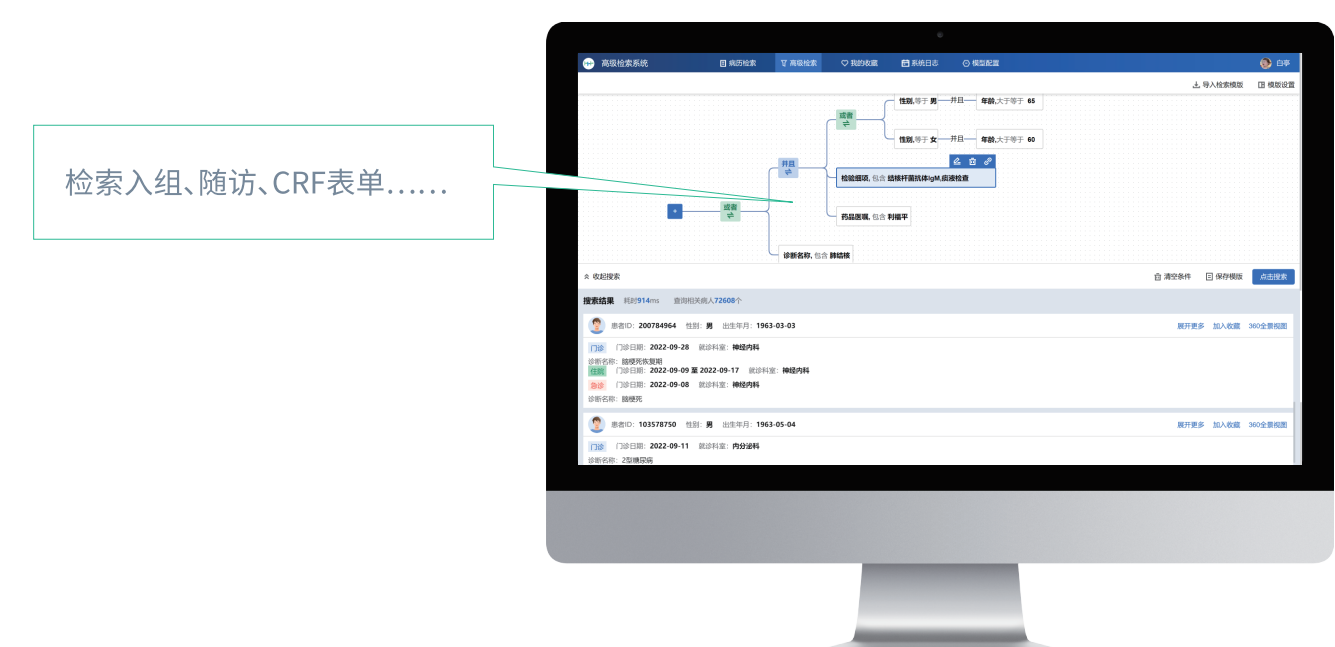 检索入组、随访、CRF表单……
高级检索系统 病历检索 高级检索 我的收藏 系统日志 模型配置 白亭
导入检索模版 模版设置
性别,等于 男 并且 年龄,大于等于 65
或者
性别,等于 女 并且 年龄,大于等于 60
并且
检验细项, 包含 结核杆菌抗体IgM,痰液检查
+ 或者
药品医嘱, 包含 利福平
诊断名称, 包含 肺结核
收起搜索 清空条件 保存模版 点击搜索
搜索结果 耗时914ms 查询相关病人72608个
患者ID: 200784964 性别: 男 出生年月: 1963-03-03 展开更多 加入收藏 360全景视图
门诊 门诊日期: 2022-09-28 就诊科室: 神经内科
诊断名称: 脑梗死恢复期
住院 门诊日期: 2022-09-09 至 2022-09-17 就诊科室: 神经内科
急诊 门诊日期: 2022-09-08 就诊科室: 神经内科
诊断名称: 脑梗死
患者ID: 103578750 性别: 男 出生年月: 1963-05-04 展开更多 加入收藏 360全景视图
门诊 门诊日期: 2022-09-11 就诊科室: 内分泌科
诊断名称: 2型糖尿病